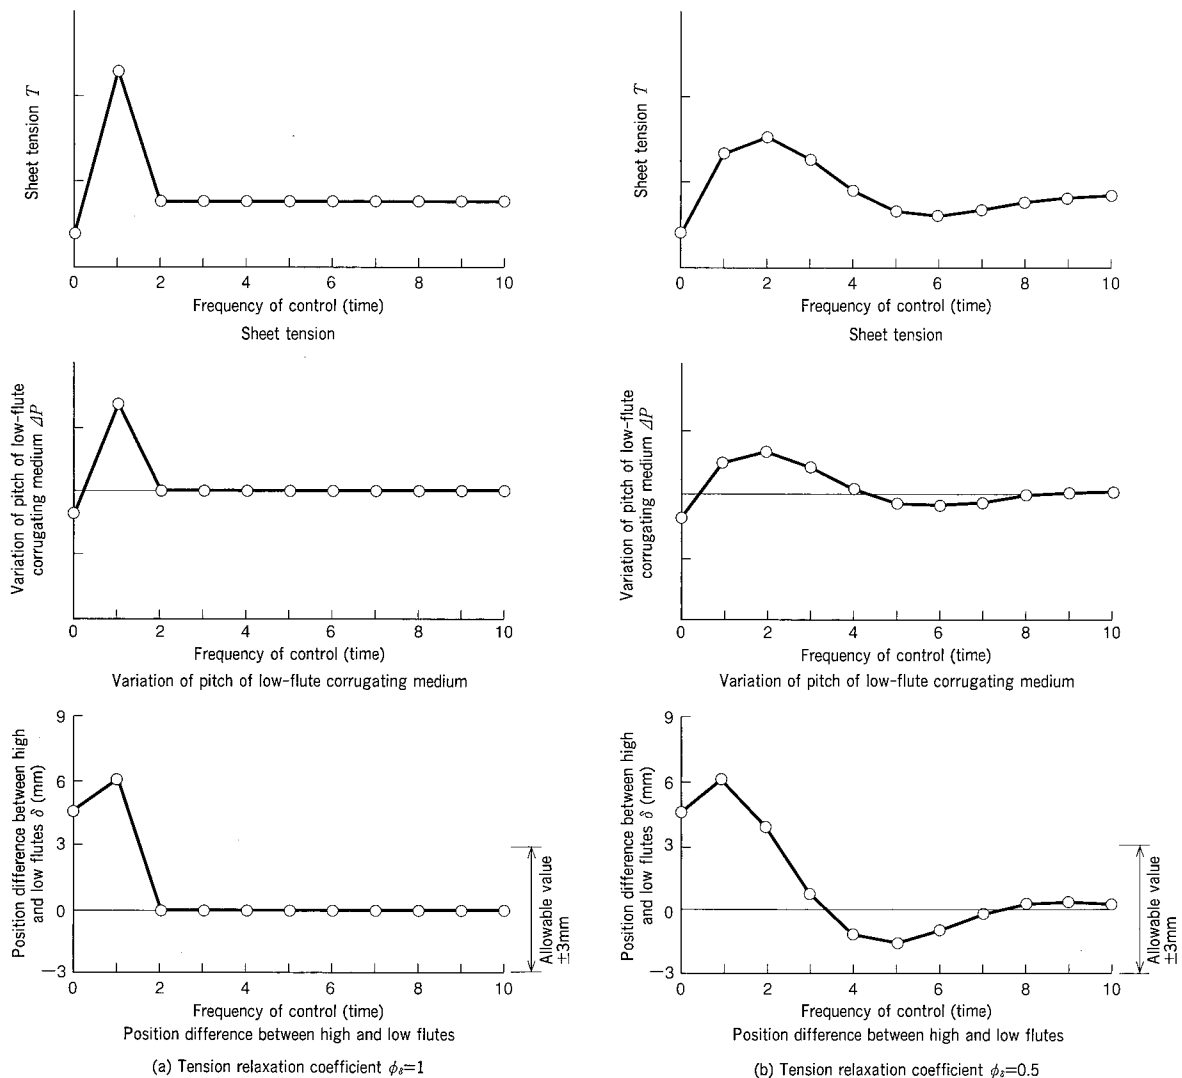 Sheet tension T
0 2 4 6 8 10
Frequency of control (time)
Sheet tension
Variation of pitch of low-flute
corrugating medium ΔP
0 2 4 6 8 10
Frequency of control (time)
Variation of pitch of low-flute corrugating medium
Position difference between high
and low flutes δ (mm)
9
6
3
0
−3
Allowable value
±3mm
0 2 4 6 8 10
Frequency of control (time)
Position difference between high and low flutes
(a) Tension relaxation coefficient ϕₛ=1
Sheet tension T
0 2 4 6 8 10
Frequency of control (time)
Sheet tension
Variation of pitch of low-flute
corrugating medium ΔP
0 2 4 6 8 10
Frequency of control (time)
Variation of pitch of low-flute corrugating medium
Position difference between high
and low flutes δ (mm)
9
6
3
0
−3
Allowable value
±3mm
0 2 4 6 8 10
Frequency of control (time)
Position difference between high and low flutes
(b) Tension relaxation coefficient ϕₛ=0.5